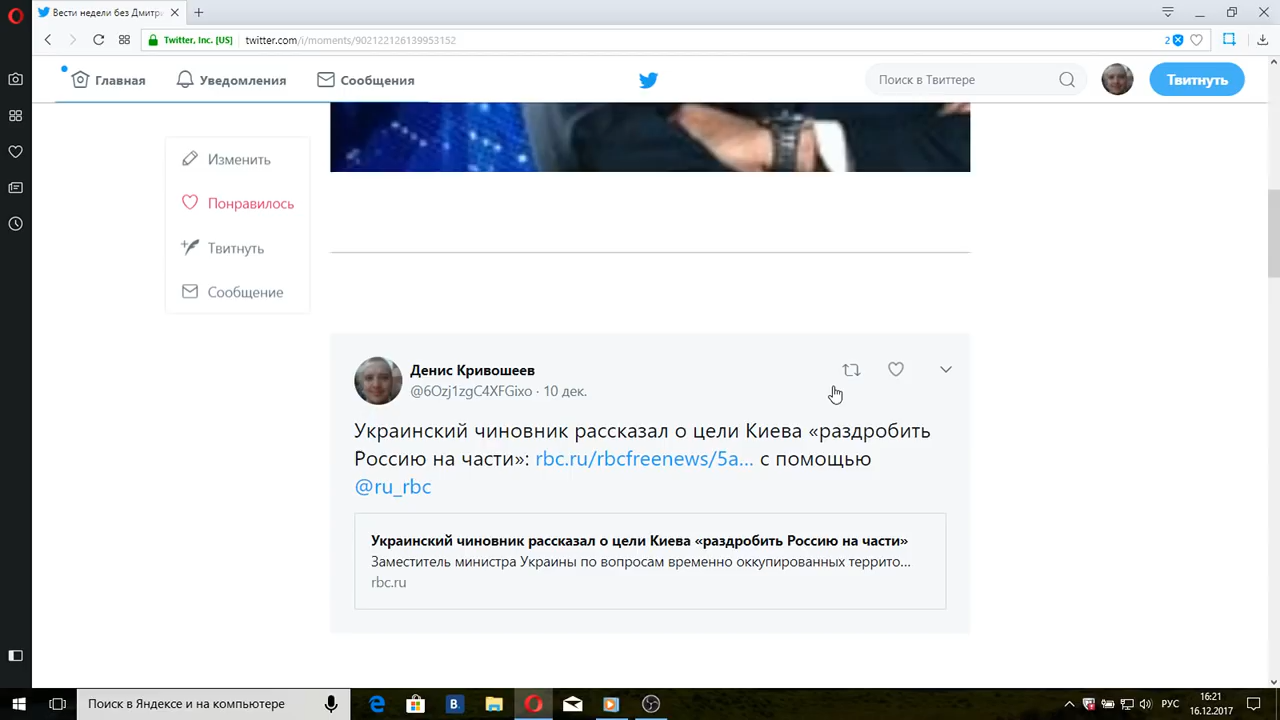 Вести недели без Дмитри
Twitter, Inc. [US]
twitter.com/i/moments/902122126139953152
2
Главная
Уведомления
Сообщения
Поиск в Твиттере
Твитнуть
Изменить
Понравилось
Твитнуть
Сообщение
Денис Кривошеев
@6Ozj1zgC4XFGixo · 10 дек.
Украинский чиновник рассказал о цели Киева «раздробить
Россию на части»: rbc.ru/rbcfreenews/5a... с помощью
@ru_rbc
Украинский чиновник рассказал о цели Киева «раздробить Россию на части»
Заместитель министра Украины по вопросам временно оккупированных террито...
rbc.ru
Поиск в Яндексе и на компьютере
B.
РУС
16:21
16.12.2017